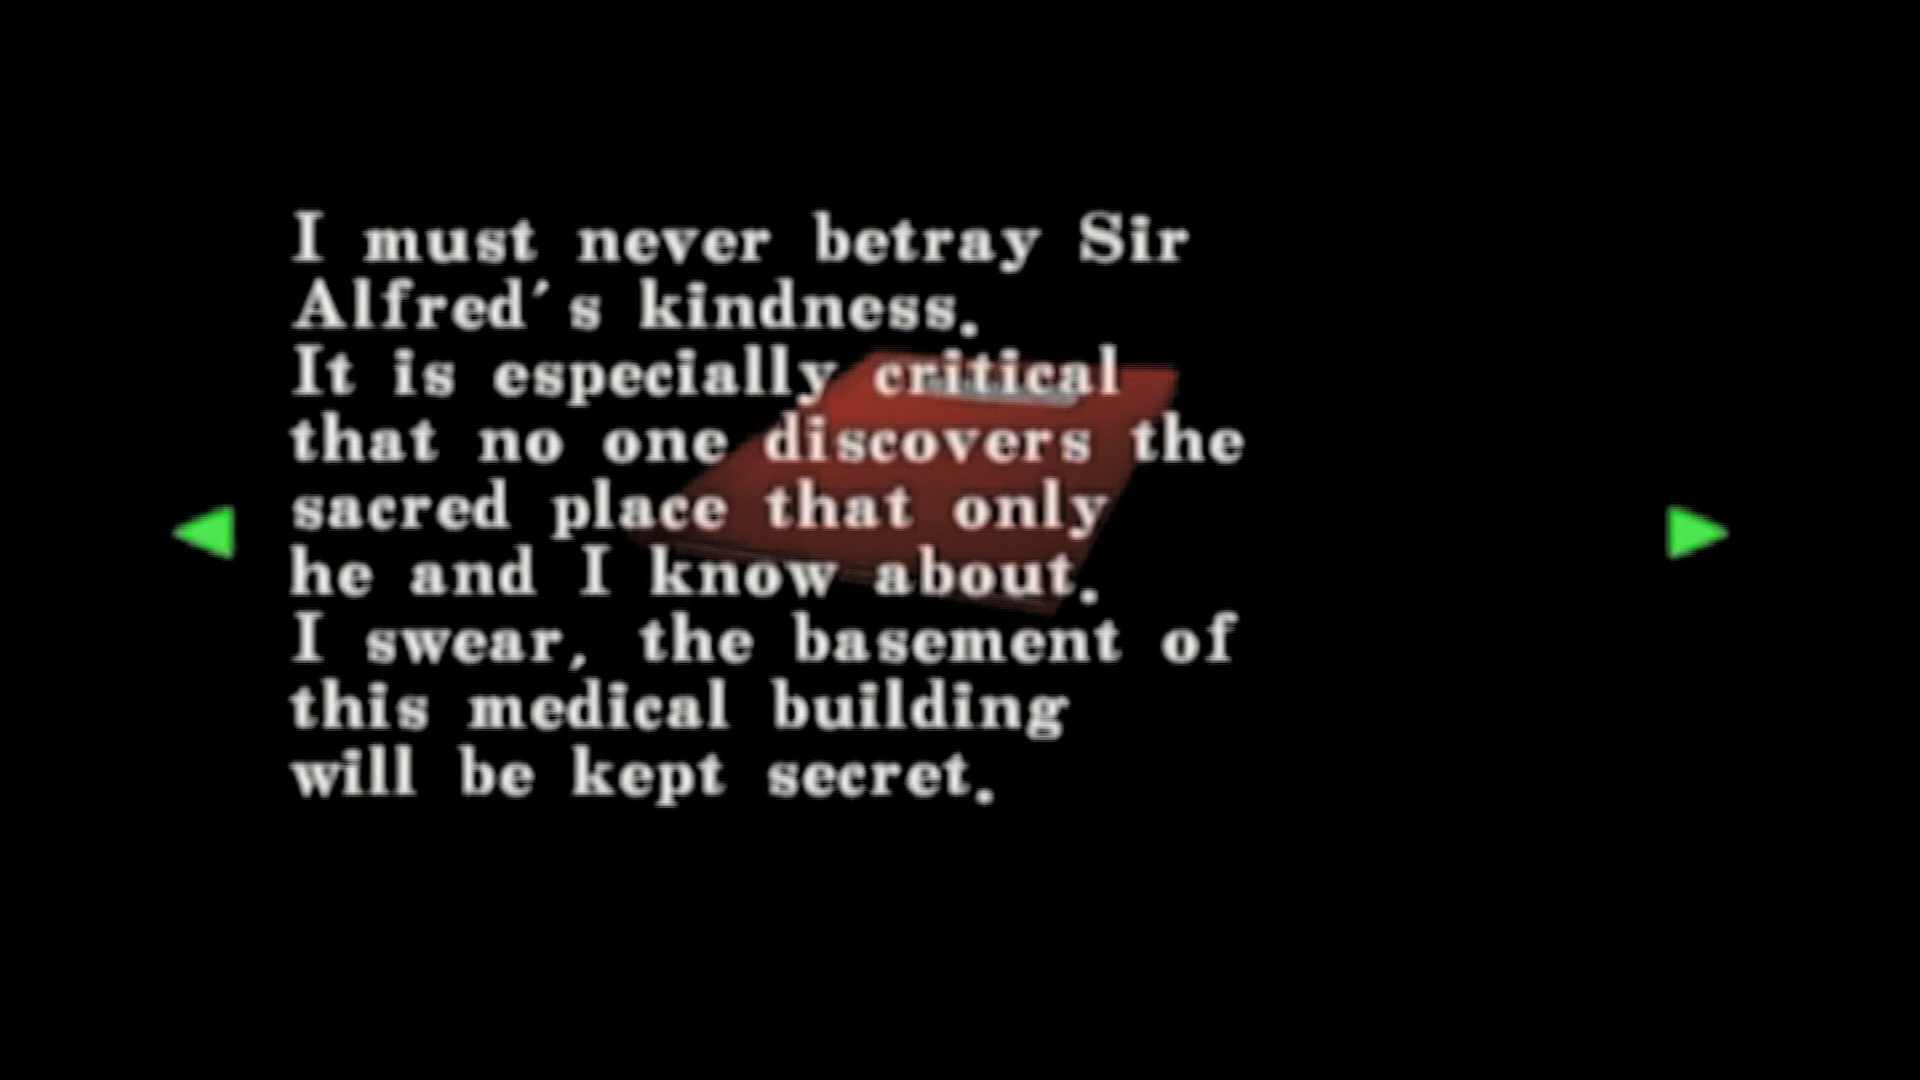 I must never betray Sir
Alfred's kindness.
It is especially critical
that no one discovers the
sacred place that only
he and I know about.
I swear, the basement of
this medical building
will be kept secret.